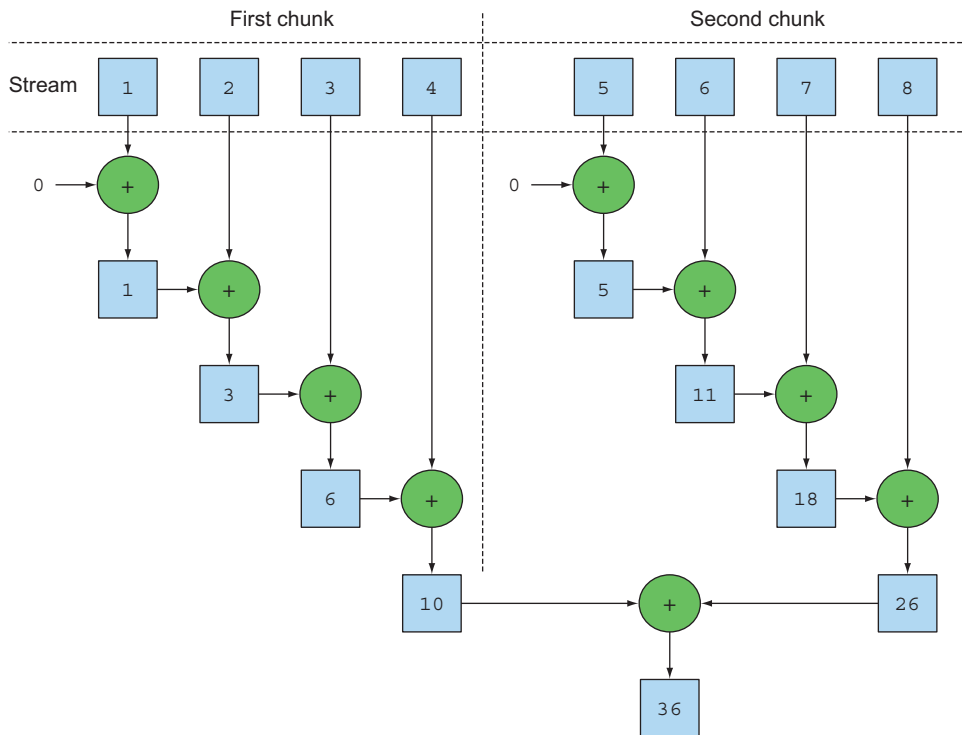 First chunk Second chunk
Stream 1 2 3 4 5 6 7 8
0 + 0 +
1 + 5 +
3 + 11 +
6 + 18 +
10 + 26
36